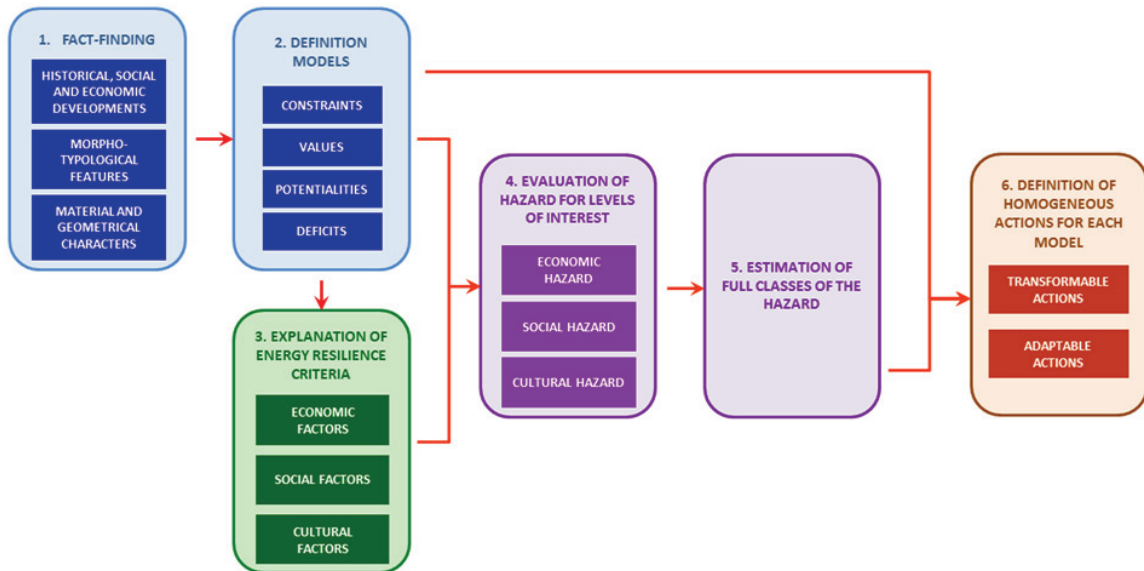 1. FACT-FINDING
HISTORICAL, SOCIAL
AND ECONOMIC
DEVELOPMENTS
MORPHO-
TYPOLOGICAL
FEATURES
MATERIAL AND
GEOMETRICAL
CHARACTERS
2. DEFINITION
MODELS
CONSTRAINTS
VALUES
POTENTIALITIES
DEFICITS
3. EXPLANATION OF
ENERGY RESILIENCE
CRITERIA
ECONOMIC
FACTORS
SOCIAL FACTORS
CULTURAL
FACTORS
4. EVALUATION OF
HAZARD FOR LEVELS
OF INTEREST
ECONOMIC
HAZARD
SOCIAL HAZARD
CULTURAL HAZARD
5. ESTIMATION OF
FULL CLASSES OF THE
HAZARD
6. DEFINITION OF
HOMOGENEOUS
ACTIONS FOR EACH
MODEL
TRANSFORMABLE
ACTIONS
ADAPTABLE
ACTIONS